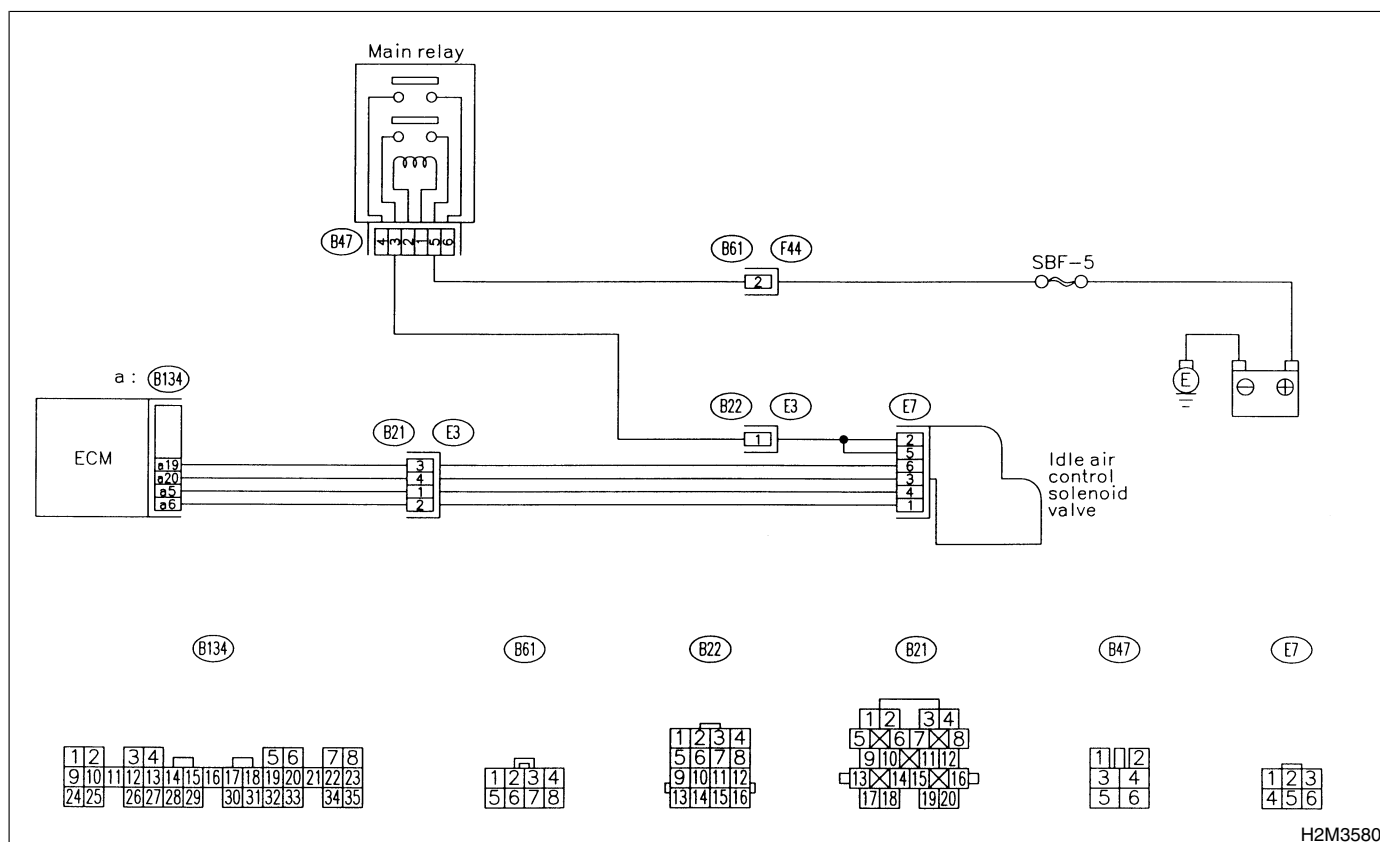 Main relay
B47
4 3 2 1 5 6
B61 F44
2
SBF-5
E
⊖ ⊕
a : B134
ECM
a19
a20
a5
a6
B21 E3
3
4
1
2
B22 E3
1
E7
2
5
6
3
4
1
Idle air
control
solenoid
valve
B134
1 2 3 4 5 6 7 8
9 10 11 12 13 14 15 16 17 18 19 20 21 22 23
24 25 26 27 28 29 30 31 32 33 34 35
B61
1 2 3 4
5 6 7 8
B22
1 2 3 4
5 6 7 8
9 10 11 12
13 14 15 16
B21
1 2 3 4
5 6 7 8
9 10 11 12
13 14 15 16
17 18 19 20
B47
1 2
3 4
5 6
E7
1 2 3
4 5 6
H2M3580